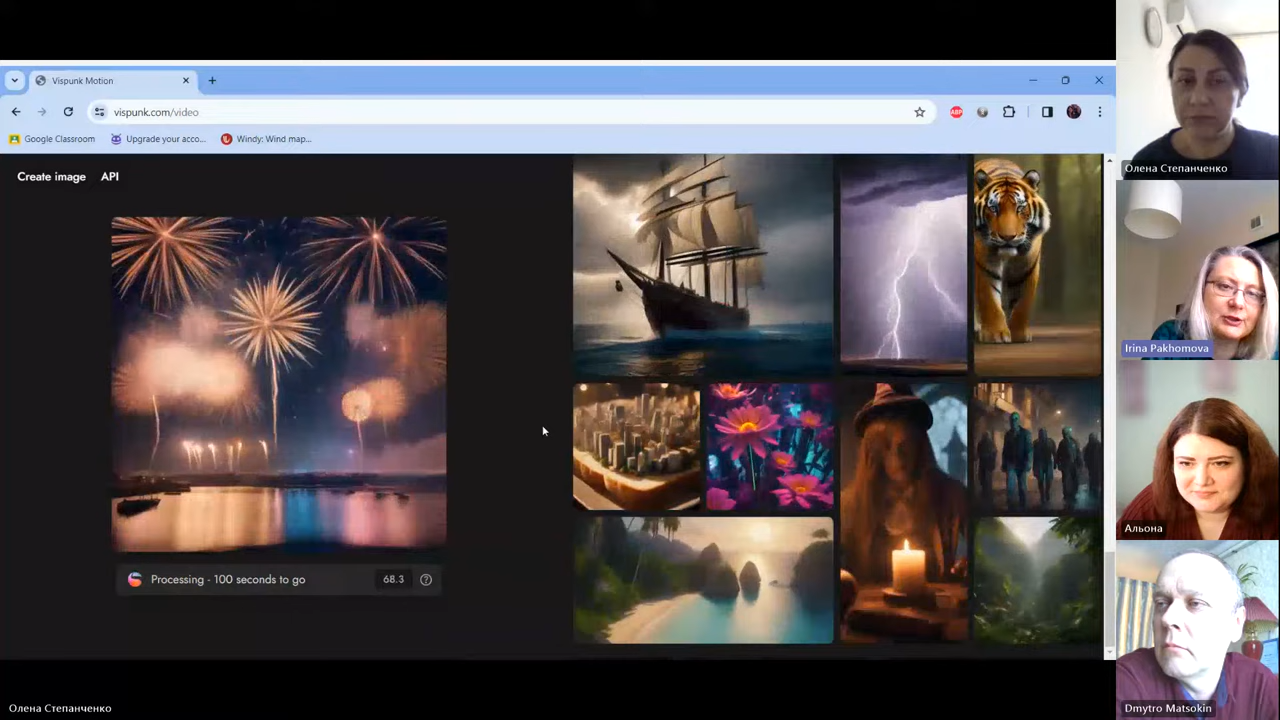 Vispunk Motion
vispunk.com/video
ABP
Google Classroom
Upgrade your acco...
Windy: Wind map...
Create image
API
Processing - 100 seconds to go
68.3
Олена Степанченко
Irina Pakhomova
Альона
Dmytro Matsokin
Олена Степанченко